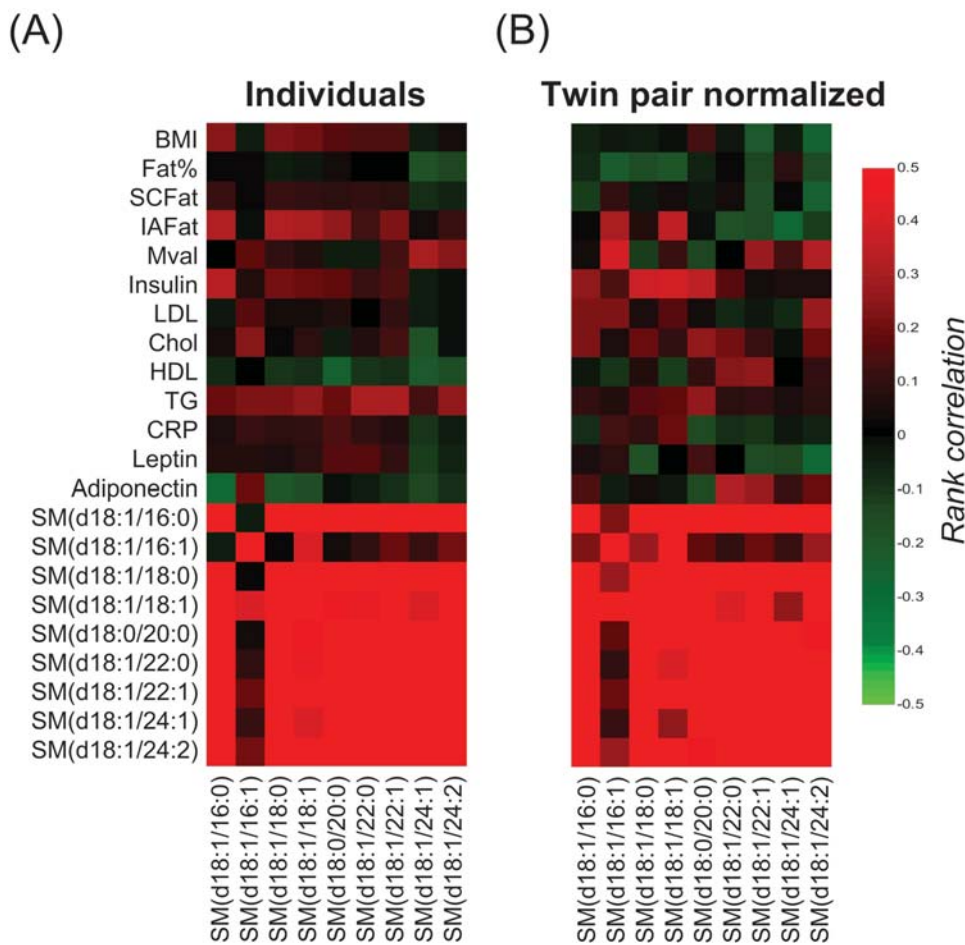 (A)
(B)
Individuals
Twin pair normalized
BMI
Fat%
SCFat
IAFat
Mval
Insulin
LDL
Chol
HDL
TG
CRP
Leptin
Adiponectin
SM(d18:1/16:0)
SM(d18:1/16:1)
SM(d18:1/18:0)
SM(d18:1/18:1)
SM(d18:0/20:0)
SM(d18:1/22:0)
SM(d18:1/22:1)
SM(d18:1/24:1)
SM(d18:1/24:2)
SM(d18:1/16:0)
SM(d18:1/16:1)
SM(d18:1/18:0)
SM(d18:1/18:1)
SM(d18:0/20:0)
SM(d18:1/22:0)
SM(d18:1/22:1)
SM(d18:1/24:1)
SM(d18:1/24:2)
SM(d18:1/16:0)
SM(d18:1/16:1)
SM(d18:1/18:0)
SM(d18:1/18:1)
SM(d18:0/20:0)
SM(d18:1/22:0)
SM(d18:1/22:1)
SM(d18:1/24:1)
SM(d18:1/24:2)
0.5
0.4
0.3
0.2
0.1
0
-0.1
-0.2
-0.3
-0.4
-0.5
Rank correlation